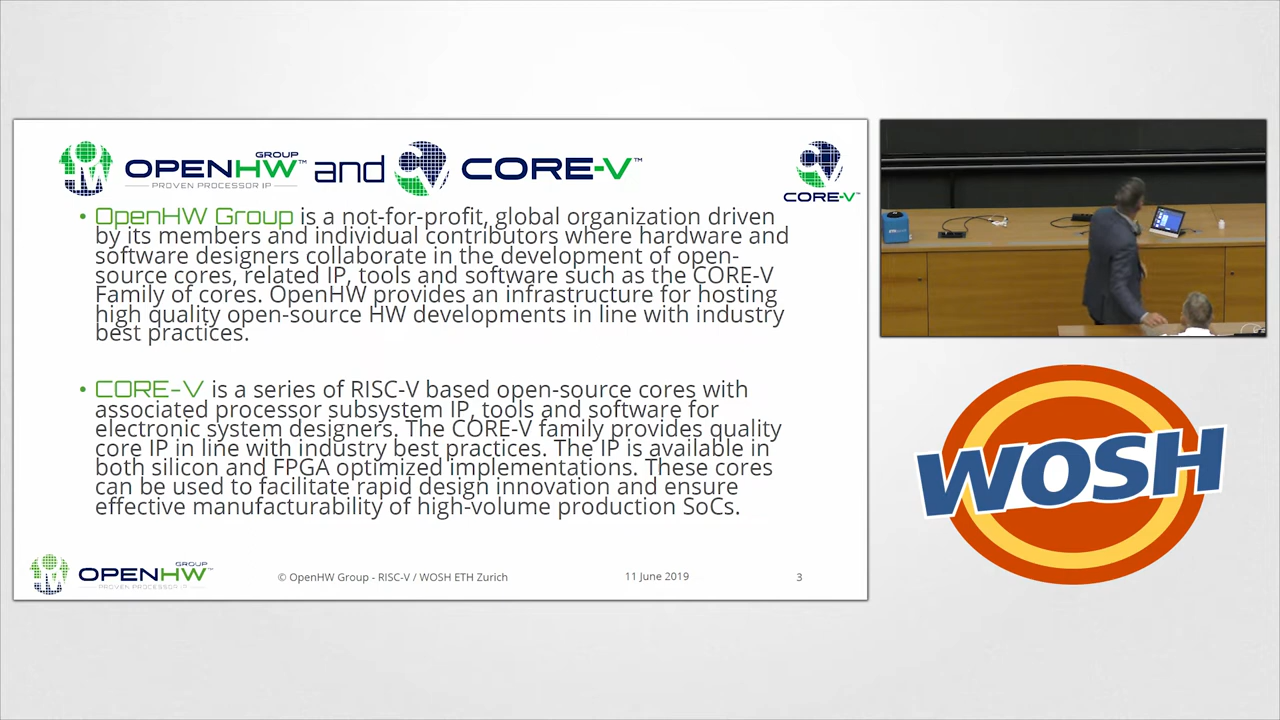 OPENHW GROUP™ and CORE-V™
PROVEN PROCESSOR IP
CORE-V™
• OpenHW Group is a not-for-profit, global organization driven
by its members and individual contributors where hardware and
software designers collaborate in the development of open-
source cores, related IP, tools and software such as the CORE-V
Family of cores. OpenHW provides an infrastructure for hosting
high quality open-source HW developments in line with industry
best practices.
• CORE-V is a series of RISC-V based open-source cores with
associated processor subsystem IP, tools and software for
electronic system designers. The CORE-V family provides quality
core IP in line with industry best practices. The IP is available in
both silicon and FPGA optimized implementations. These cores
can be used to facilitate rapid design innovation and ensure
effective manufacturability of high-volume production SoCs.
OPENHW GROUP™
PROVEN PROCESSOR IP
© OpenHW Group - RISC-V / WOSH ETH Zurich
11 June 2019
3
WOSH